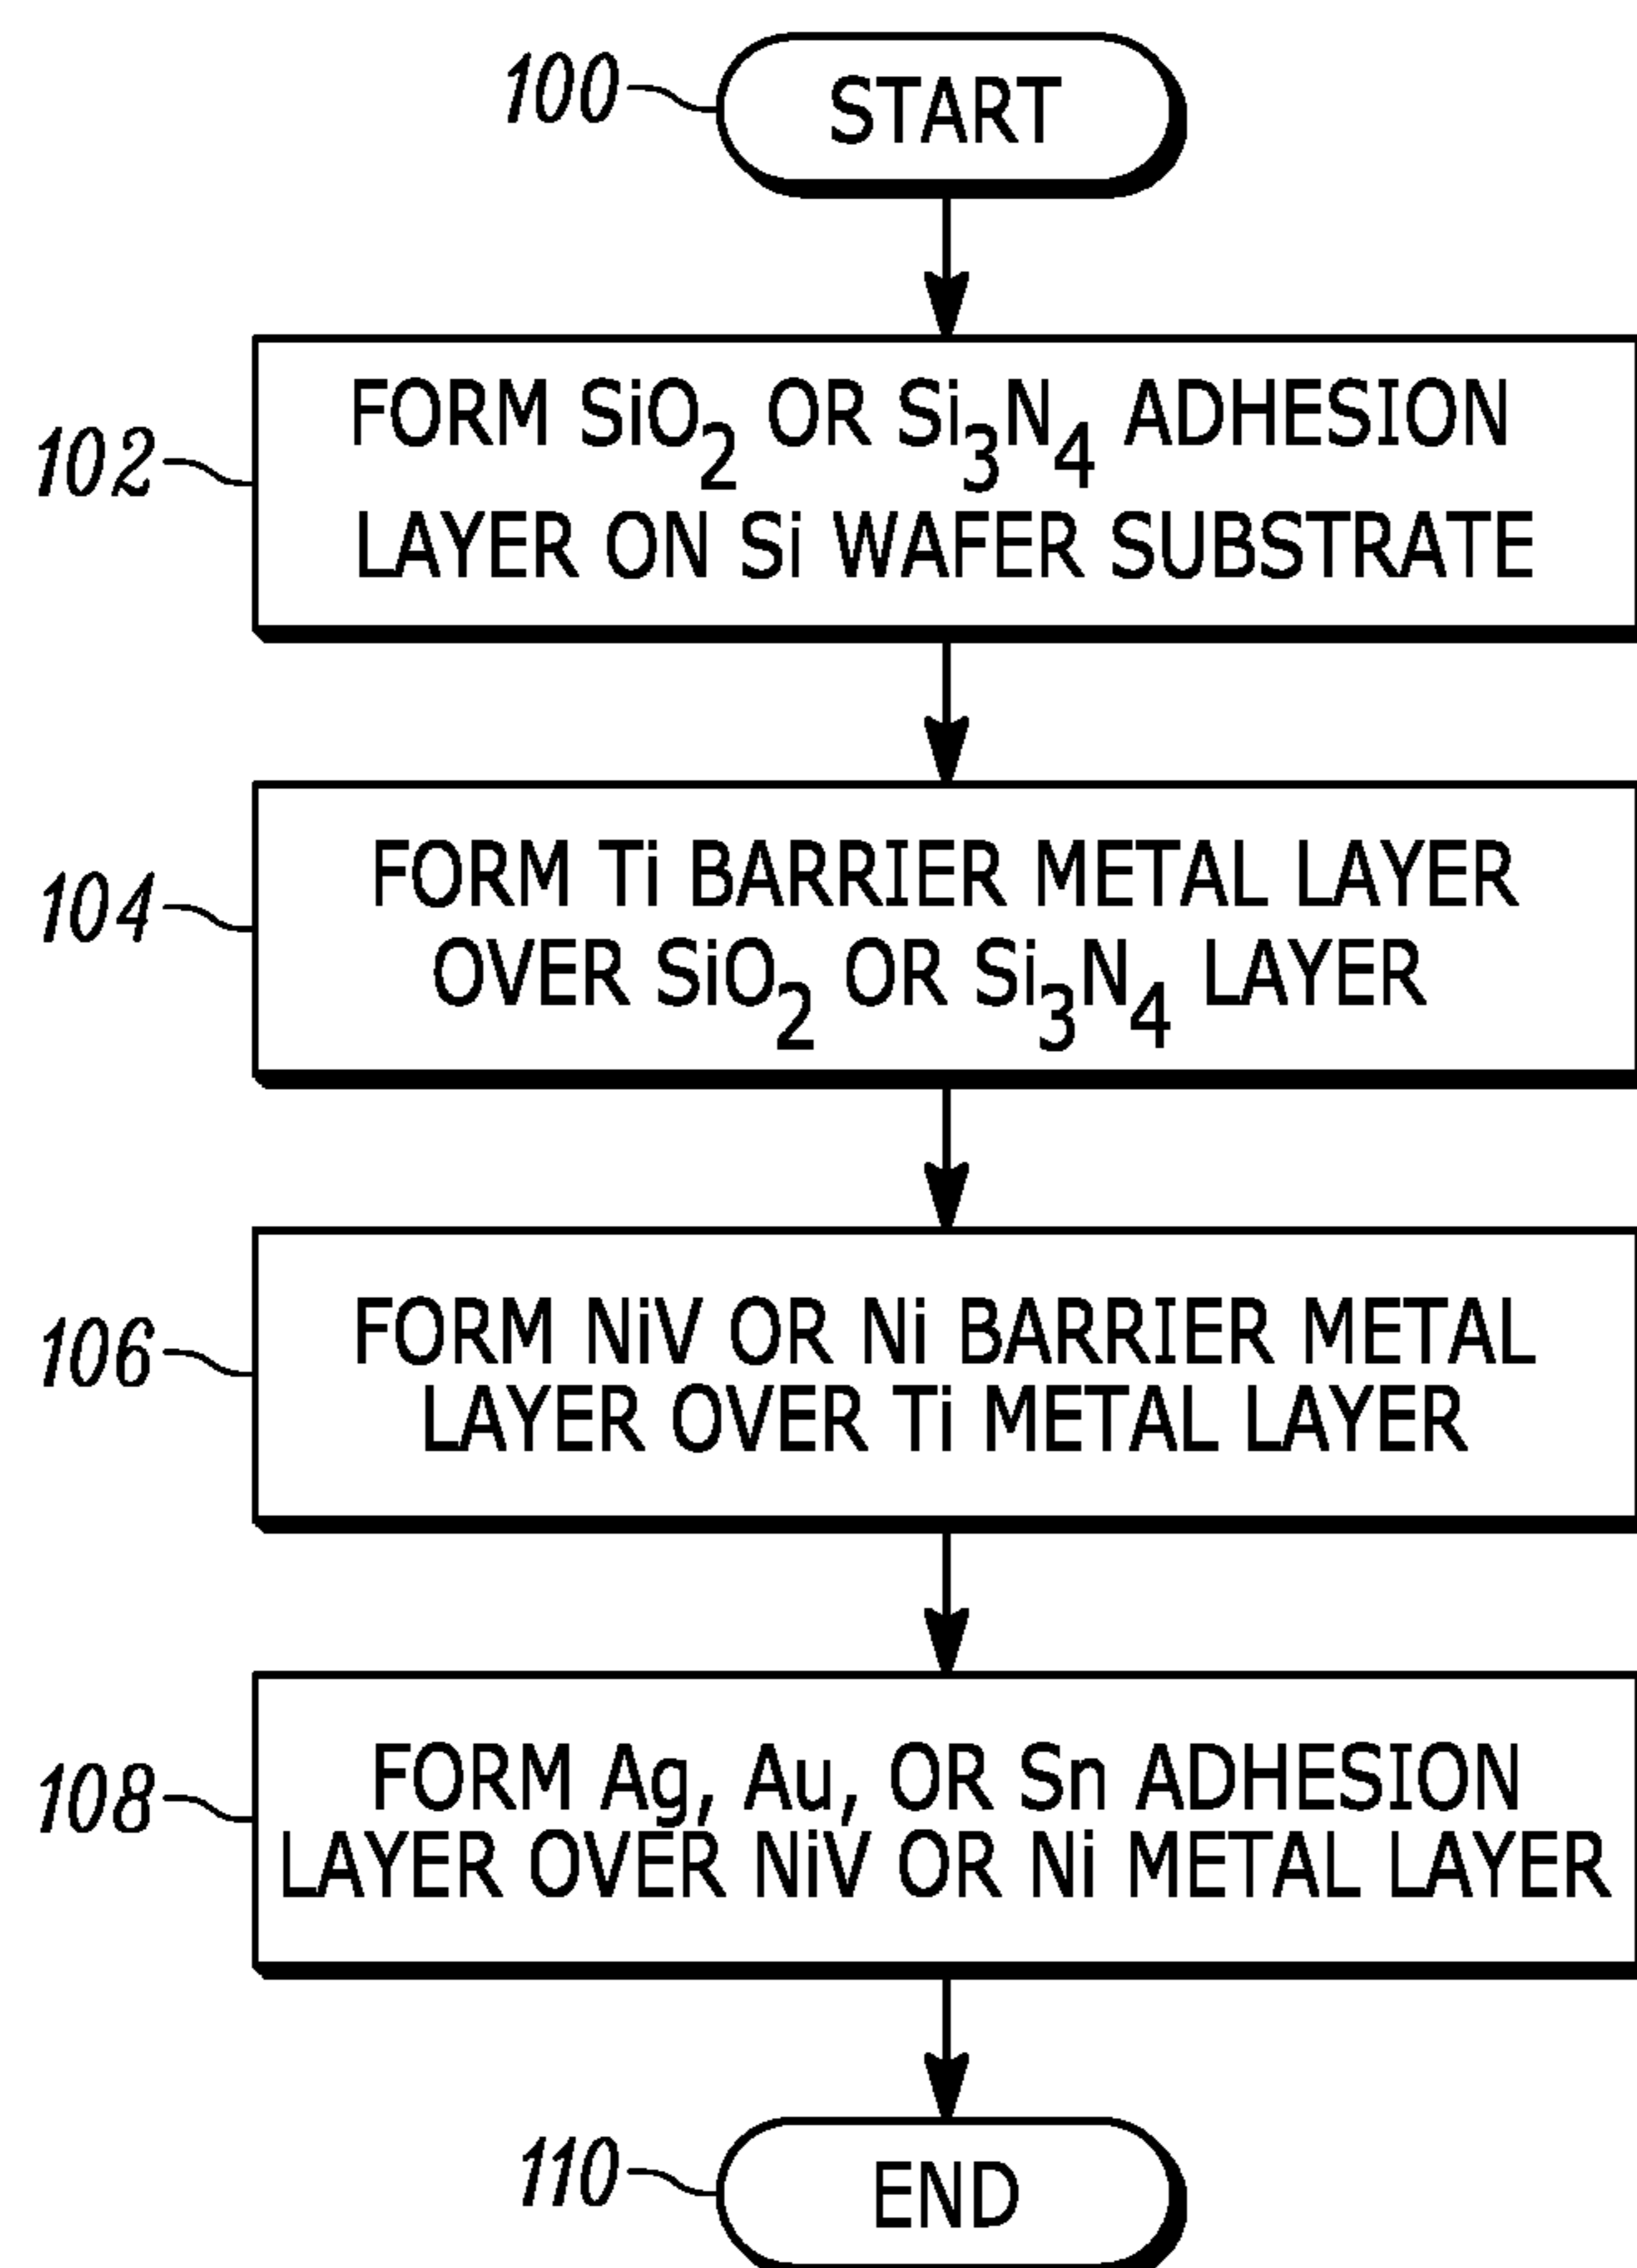 100
START
102
FORM SiO₂ OR Si₃N₄ ADHESION
LAYER ON Si WAFER SUBSTRATE
104
FORM Ti BARRIER METAL LAYER
OVER SiO₂ OR Si₃N₄ LAYER
106
FORM NiV OR Ni BARRIER METAL
LAYER OVER Ti METAL LAYER
108
FORM Ag, Au, OR Sn ADHESION
LAYER OVER NiV OR Ni METAL LAYER
110
END